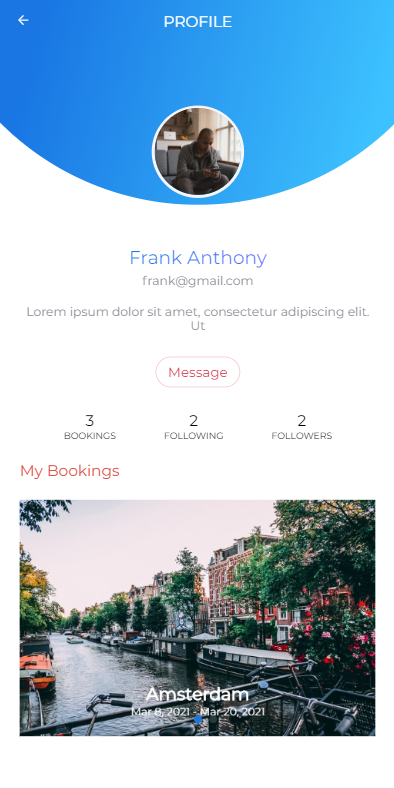 PROFILE
Frank Anthony
frank@gmail.com
Lorem ipsum dolor sit amet, consectetur adipiscing elit.
Ut
Message
3 2 2
BOOKINGS FOLLOWING FOLLOWERS
My Bookings
Amsterdam
Mar 8, 2021 - Mar 20, 2021